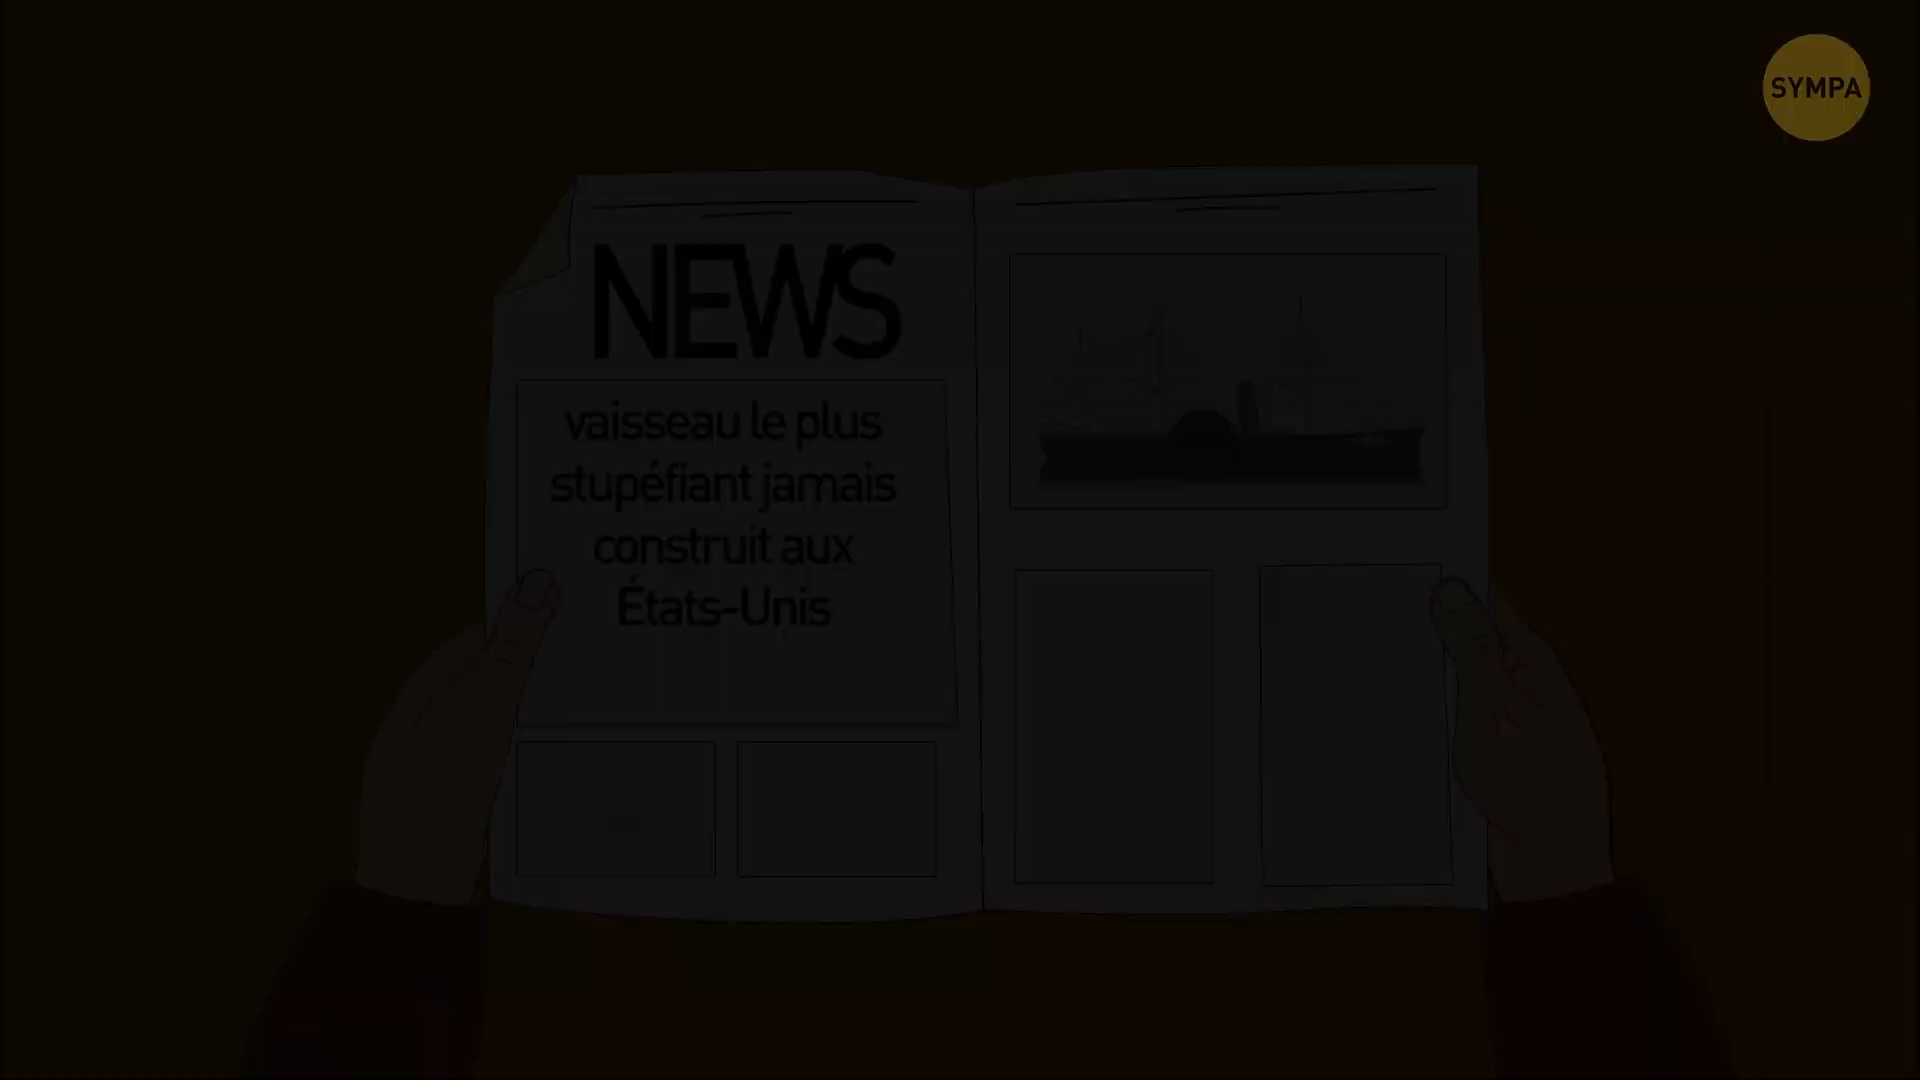 SYMPA
NEWS
vaisseau le plus
stupéfiant jamais
construit aux
États-Unis